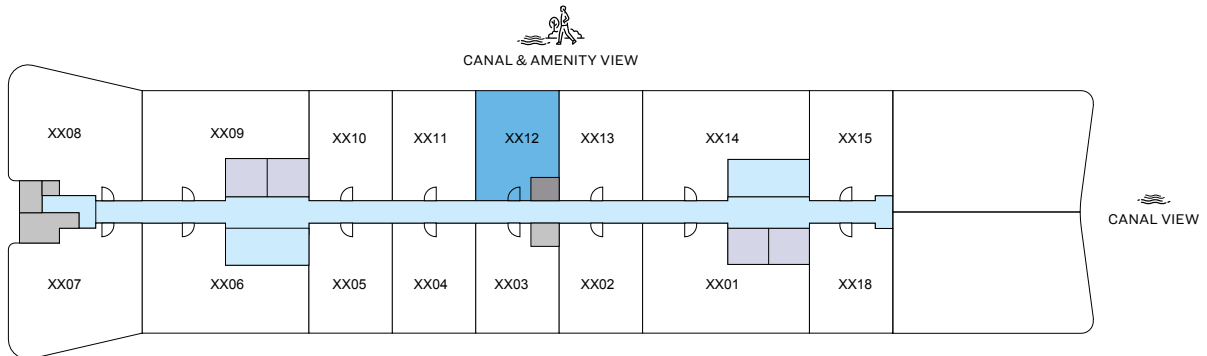 CANAL & AMENITY VIEW
XX08
XX09
XX10
XX11
XX12
XX13
XX14
XX15
CANAL VIEW
XX07
XX06
XX05
XX04
XX03
XX02
XX01
XX18